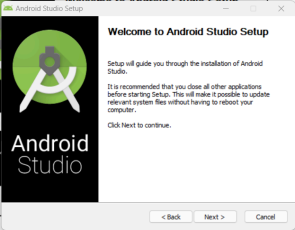 Android Studio Setup
Welcome to Android Studio Setup
Setup will guide you through the installation of Android
Studio.
It is recommended that you close all other applications
before starting Setup. This will make it possible to update
relevant system files without having to reboot your
computer.
Click Next to continue.
Android
Studio
< Back
Next >
Cancel